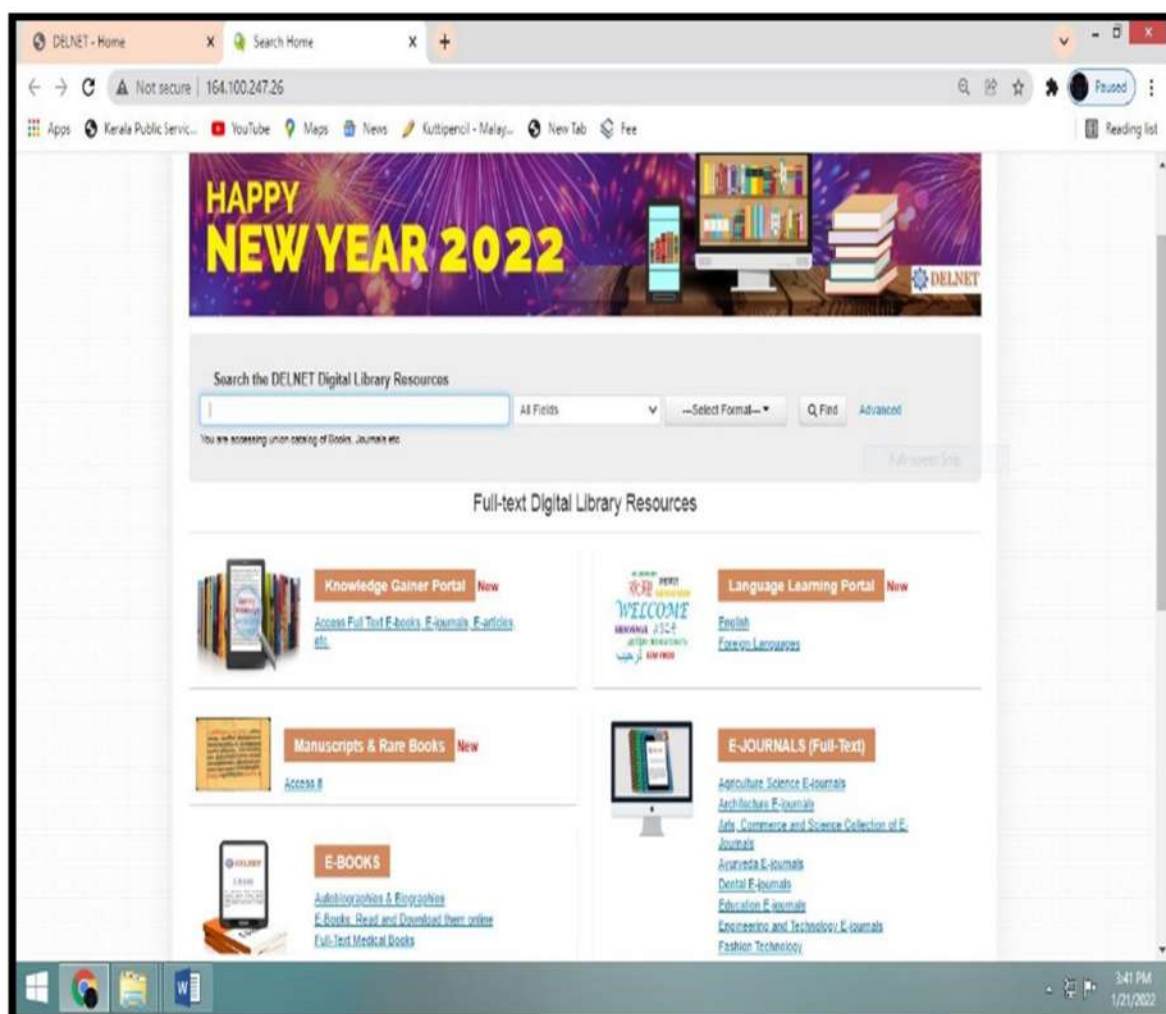 DELNET - Home
Search Home
Not secure | 164.100.247.26
Paused
Apps
Kerala Public Servic...
YouTube
Maps
News
Kuttipencil - Malay...
New Tab
Fee
Reading list
HAPPY
NEW YEAR 2022
DELNET
Search the DELNET Digital Library Resources
All Fields
---Select Format---
Find
Advanced
You are accessing union catalog of Books, Journals etc
Full-text Digital Library Resources
Knowledge Gainer Portal New
Access Full Text E-books, E-journals, E-articles,
etc.
WELCOME
Language Learning Portal New
English
Foreign Languages
Manuscripts & Rare Books New
Access it
E-JOURNALS (Full-Text)
Agriculture Science E-journals
Architecture E-journals
Arts, Commerce and Science Collection of E-
Journals
Ayurveda E-journals
Dental E-journals
Education E-journals
Engineering and Technology E-journals
Fashion Technology
DELNET
E-BOOKS
Autobiographies & Biographies
E-Books: Read and Download them online
Full-Text Medical Books
3:41 PM
1/21/2022